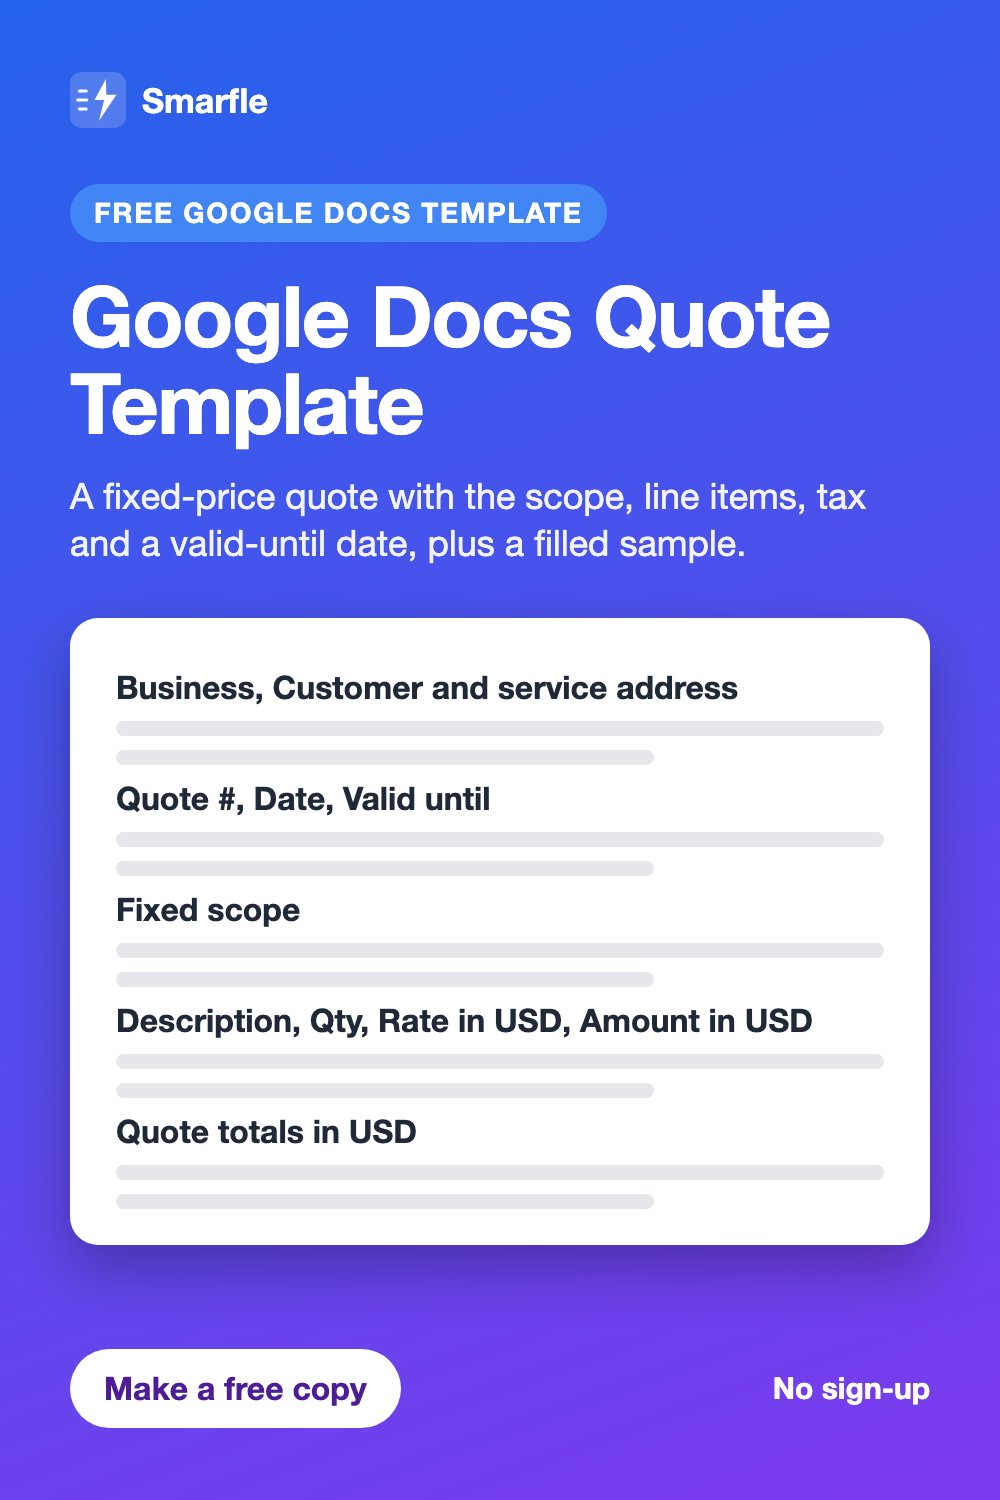 Smarfle
FREE GOOGLE DOCS TEMPLATE
Google Docs Quote
Template
A fixed-price quote with the scope, line items, tax
and a valid-until date, plus a filled sample.
Business, Customer and service address
Quote #, Date, Valid until
Fixed scope
Description, Qty, Rate in USD, Amount in USD
Quote totals in USD
Make a free copy
No sign-up